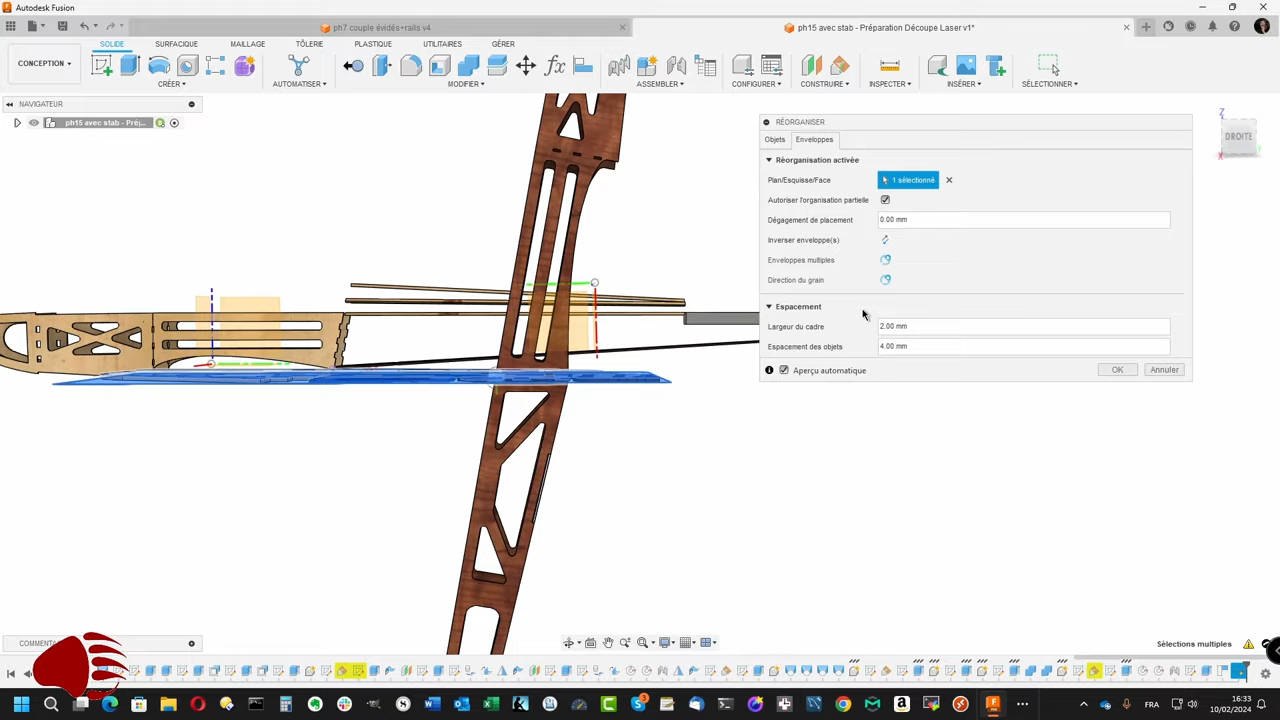 Autodesk Fusion
ph7 couple évidés+rails v4
ph15 avec stab - Préparation Découpe Laser v1*
CONCEPTION
SOLIDE
SURFACIQUE
MAILLAGE
TÔLERIE
PLASTIQUE
UTILITAIRES
GÉRER
CRÉER
AUTOMATISER
MODIFIER
ASSEMBLER
CONFIGURER
CONSTRUIRE
INSPECTER
INSÉRER
SÉLECTIONNER
NAVIGATEUR
ph15 avec stab - Prép
RÉORGANISER
Objets
Enveloppes
Réorganisation activée
Plan/Esquisse/Face
1 sélectionné
Autoriser l'organisation partielle
Dégagement de placement
0.00 mm
Inverser enveloppe(s)
Enveloppes multiples
Direction du grain
Espacement
Largeur du cadre
2.00 mm
Espacement des objets
4.00 mm
Aperçu automatique
OK
Annuler
Z
DROITE
X
Y
COMMENTA
Sélections multiples
FRA
16:33
10/02/2024